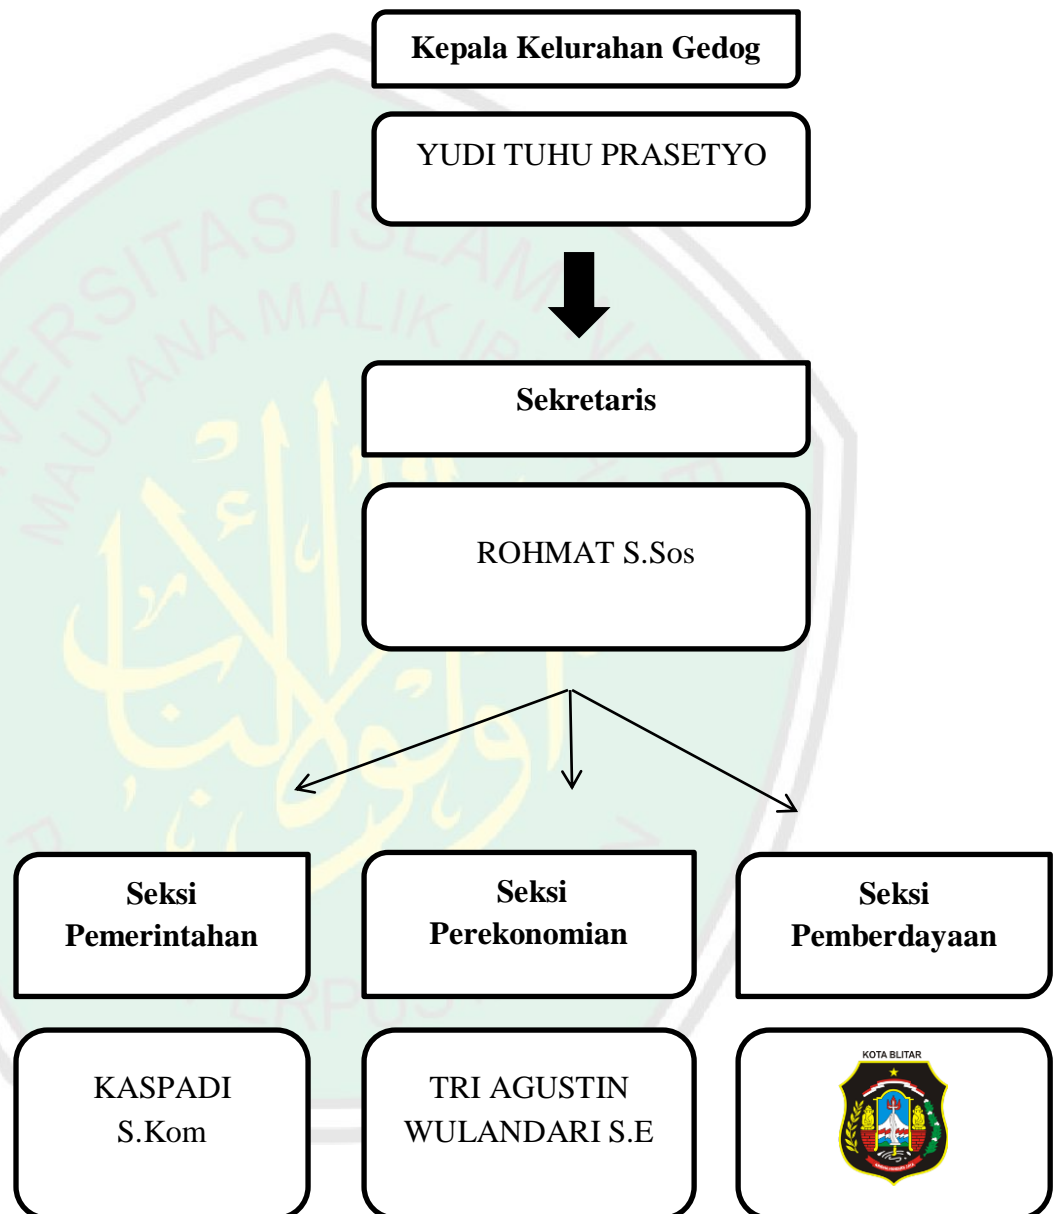 Kepala Kelurahan Gedog
YUDI TUHU PRASETYO
Sekretaris
ROHMAT S.Sos
Seksi
Pemerintahan
Seksi
Perekonomian
Seksi
Pemberdayaan
KASPADI
S.Kom
TRI AGUSTIN
WULANDARI S.E
KOTA BLITAR